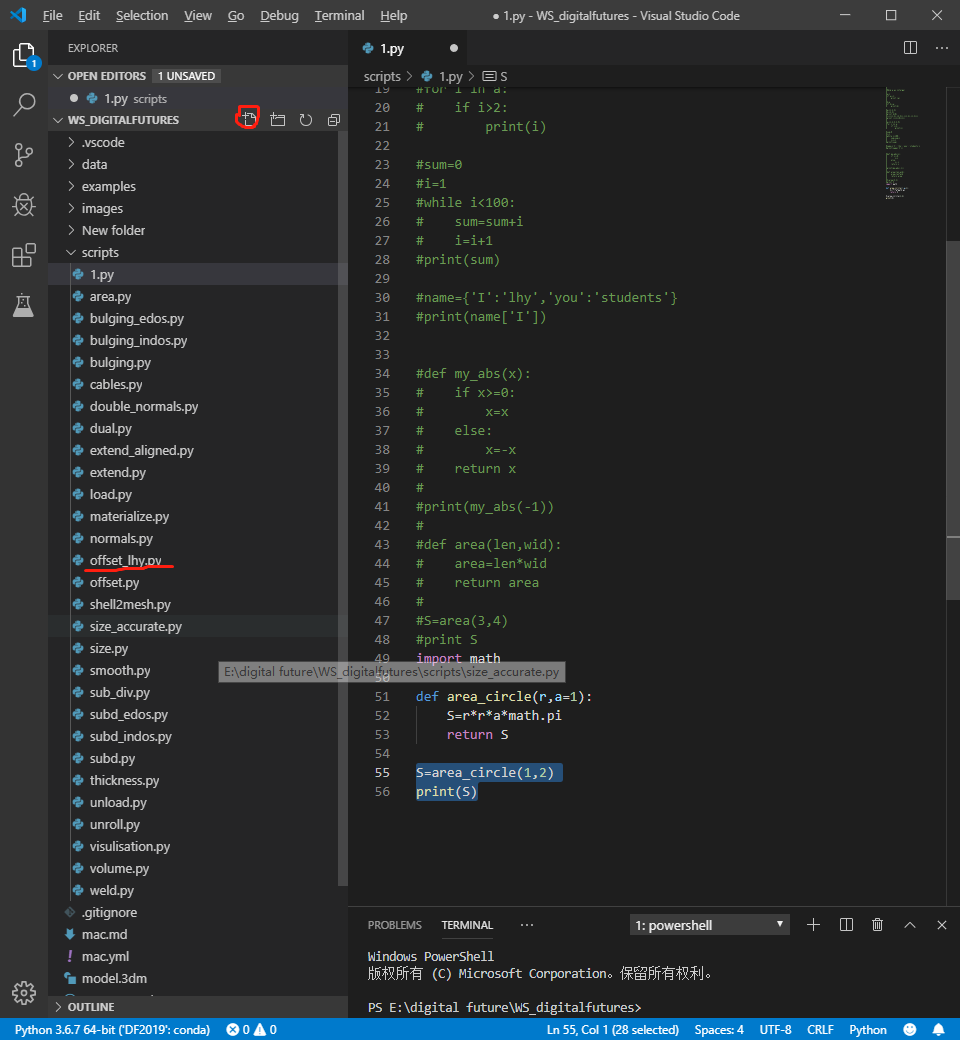 File Edit Selection View Go Debug Terminal Help ● 1.py - WS_digitalfutures - Visual Studio Code
EXPLORER
1
OPEN EDITORS 1 UNSAVED
● 1.py scripts
WS_DIGITALFUTURES
.vscode
data
examples
images
New folder
scripts
1.py
area.py
bulging_edos.py
bulging_indos.py
bulging.py
cables.py
double_normals.py
dual.py
extend_aligned.py
extend.py
load.py
materialize.py
normals.py
offset_lhy.py
offset.py
shell2mesh.py
size_accurate.py
size.py
smooth.py
sub_div.py
subd_edos.py
subd_indos.py
subd.py
thickness.py
unload.py
unroll.py
visulisation.py
volume.py
weld.py
.gitignore
mac.md
mac.yml
model.3dm
OUTLINE
E:\digital future\WS_digitalfutures\scripts\size_accurate.py
1.py ●
scripts > 1.py > S
19 #for i in a:
20 #    if i>2:
21 #        print(i)
22
23 #sum=0
24 #i=1
25 #while i<100:
26 #    sum=sum+i
27 #    i=i+1
28 #print(sum)
29
30 #name={'I':'lhy','you':'students'}
31 #print(name['I'])
32
33
34 #def my_abs(x):
35 #    if x>=0:
36 #        x=x
37 #    else:
38 #        x=-x
39 #    return x
40 #
41 #print(my_abs(-1))
42 #
43 #def area(len,wid):
44 #    area=len*wid
45 #    return area
46 #
47 #S=area(3,4)
48 #print S
49 import math
50
51 def area_circle(r,a=1):
52     S=r*r*a*math.pi
53     return S
54
55 S=area_circle(1,2)
56 print(S)
PROBLEMS TERMINAL ··· 1: powershell
Windows PowerShell
版权所有 (C) Microsoft Corporation。保留所有权利。
PS E:\digital future\WS_digitalfutures>
Python 3.6.7 64-bit ('DF2019': conda) 0 0 Ln 55, Col 1 (28 selected) Spaces: 4 UTF-8 CRLF Python